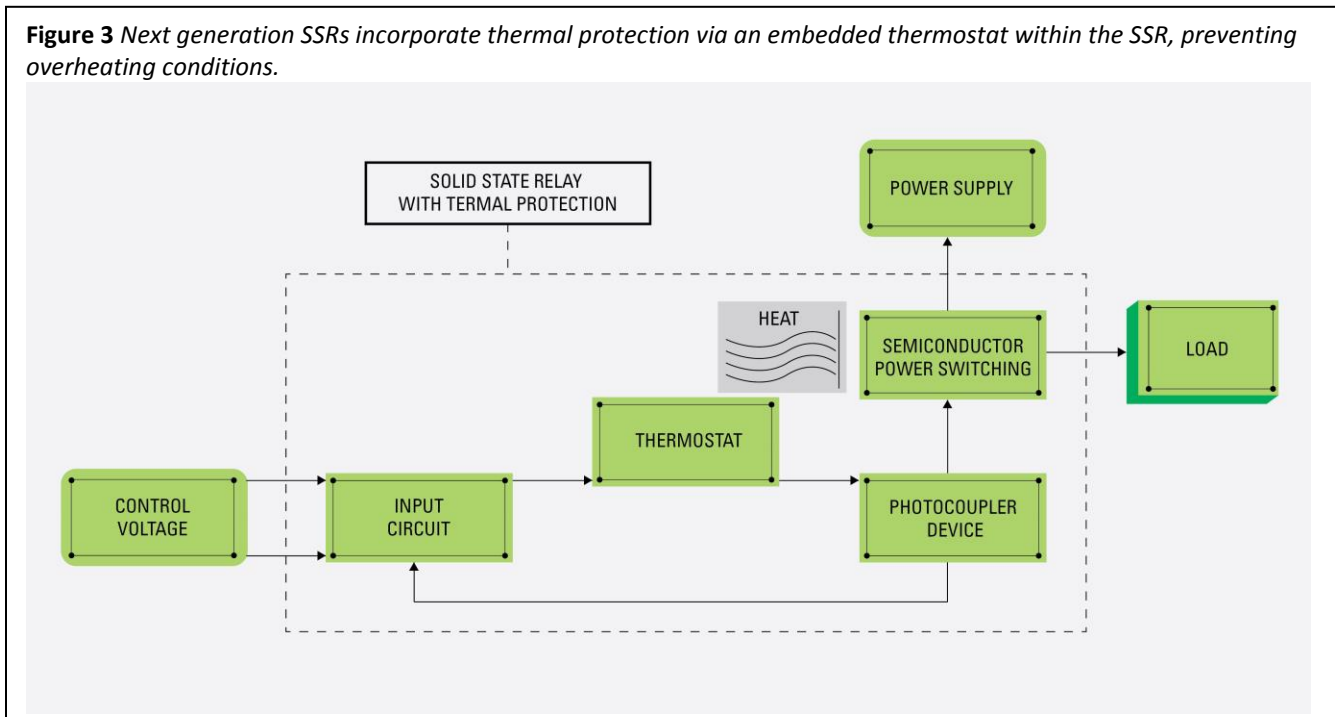 Figure 3 Next generation SSRs incorporate thermal protection via an embedded thermostat within the SSR, preventing
overheating conditions.
SOLID STATE RELAY
WITH TERMAL PROTECTION
POWER SUPPLY
HEAT
SEMICONDUCTOR
POWER SWITCHING
LOAD
THERMOSTAT
CONTROL
VOLTAGE
INPUT
CIRCUIT
PHOTOCOUPLER
DEVICE